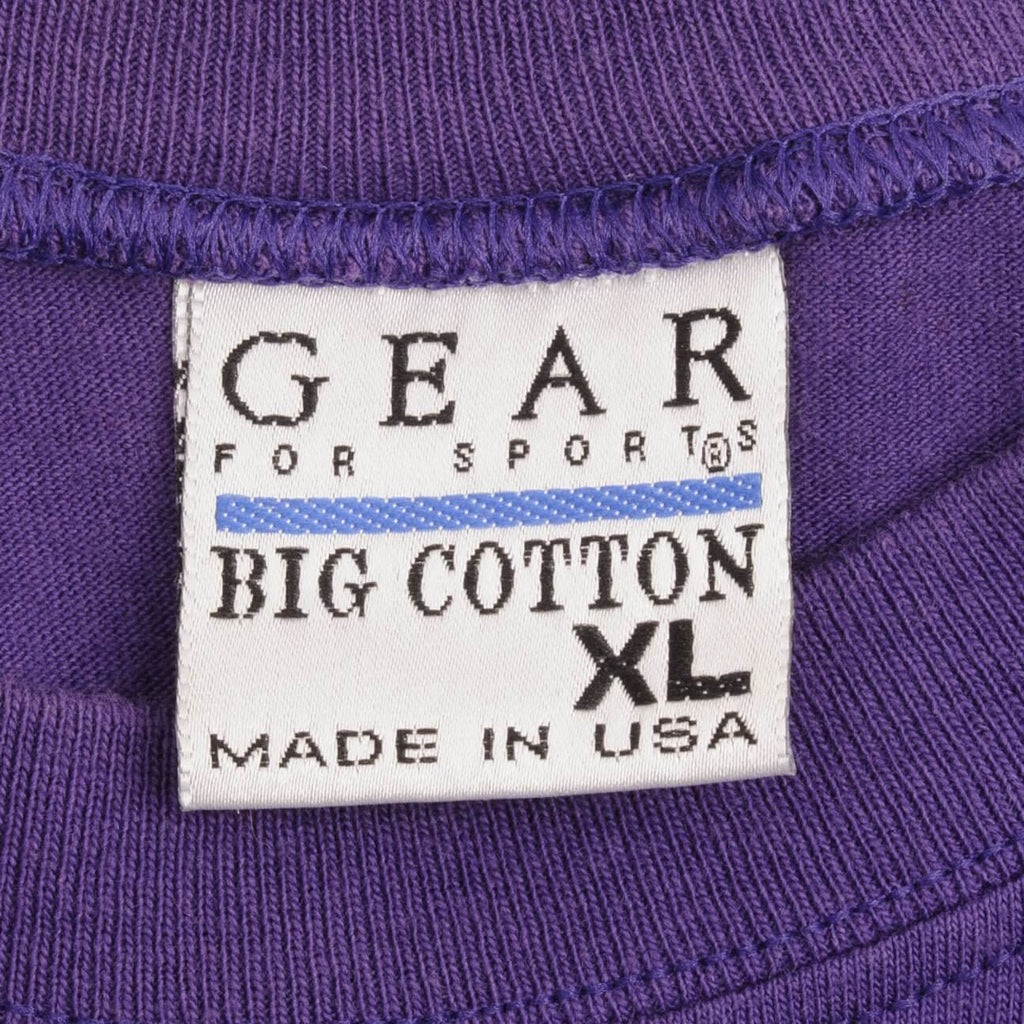 GEAR
FOR SPORTS®
BIG COTTON
XL
MADE IN USA